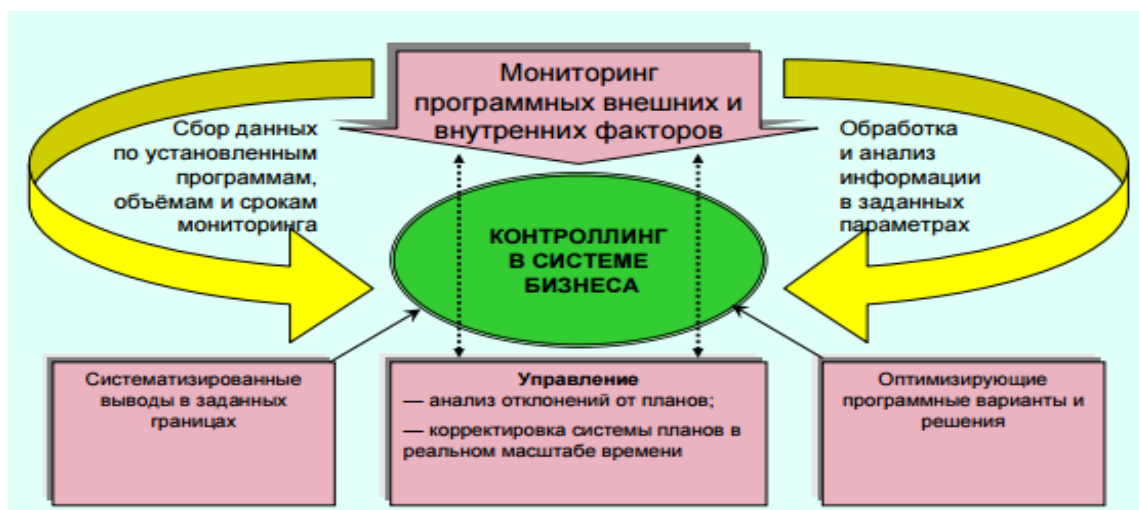 Мониторинг
программных внешних и
внутренних факторов
Сбор данных
по установленным
программам,
объёмам и срокам
мониторинга
Обработка
и анализ
информации
в заданных
параметрах
КОНТРОЛЛИНГ
В СИСТЕМЕ
БИЗНЕСА
Систематизированные
выводы в заданных
границах
Управление
— анализ отклонений от планов;
— корректировка системы планов в
реальном масштабе времени
Оптимизирующие
программные варианты и
решения